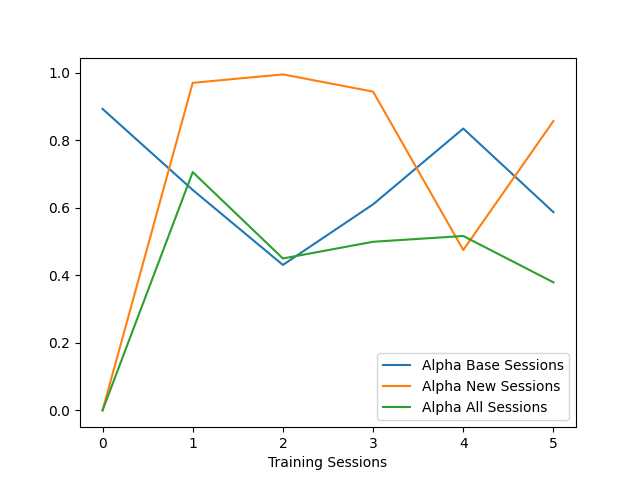 1.0
0.8
0.6
0.4
0.2
0.0
0 1 2 3 4 5
Training Sessions
Alpha Base Sessions
Alpha New Sessions
Alpha All Sessions